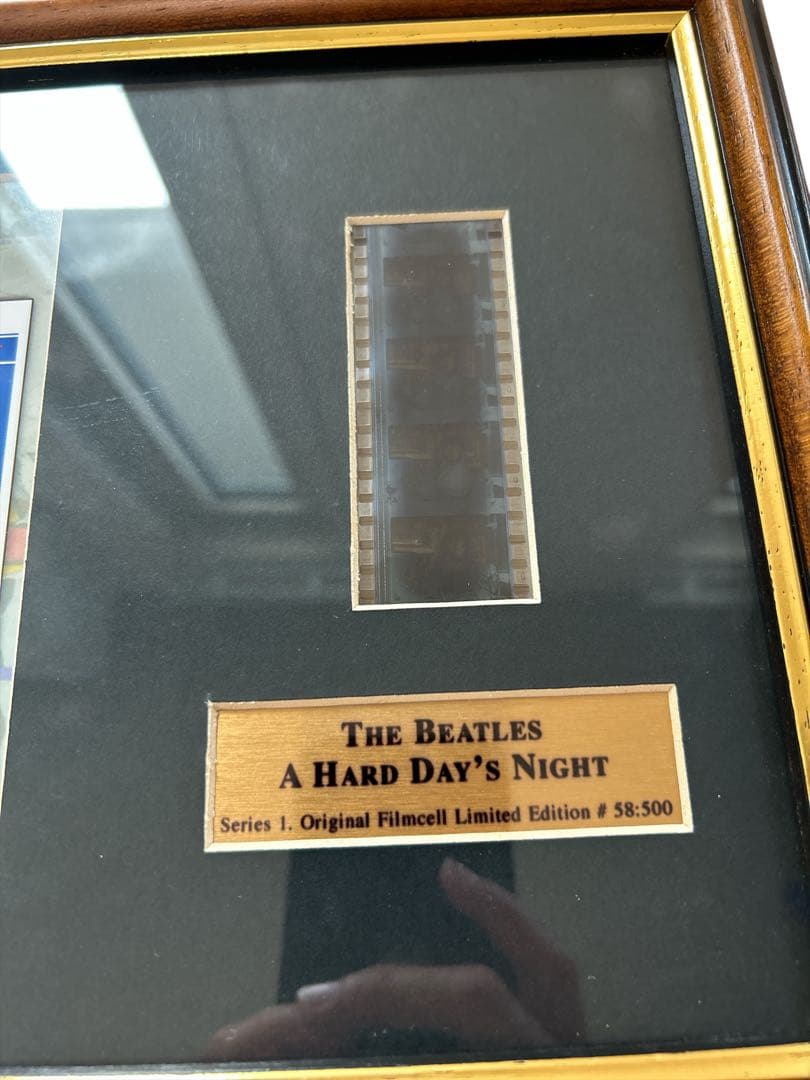 THE BEATLES
A HARD DAY'S NIGHT
Series 1. Original Filmcell Limited Edition # 58:500